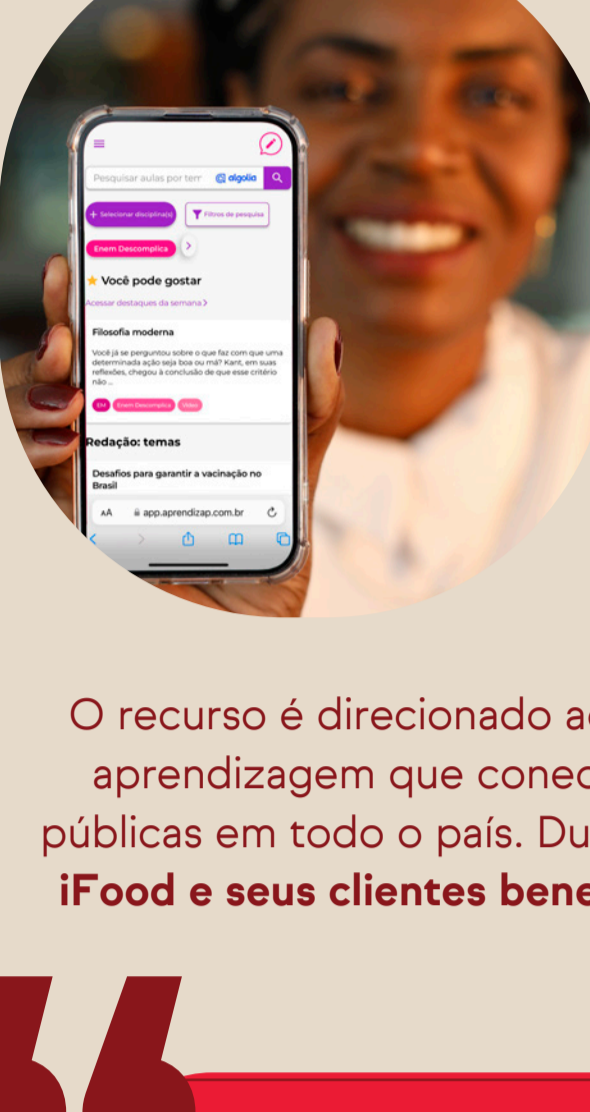 Pesquisar aulas por terr
algolia
+ Selecionar disciplina(s)
Filtros de pesquisa
Enem Descomplica
Você pode gostar
Acessar destaques da semana
Filosofia moderna
Você já se perguntou sobre o que faz com que uma
determinada ação seja boa ou má? Kant, em suas
reflexões, chegou à conclusão de que esse critério
não ...
EM
Enem Descomplica
Vídeo
Redação: temas
Desafios para garantir a vacinação no
Brasil
AA
app.aprendizap.com.br
O recurso é direcionado a
aprendizagem que conec
públicas em todo o país. Du
iFood e seus clientes bene